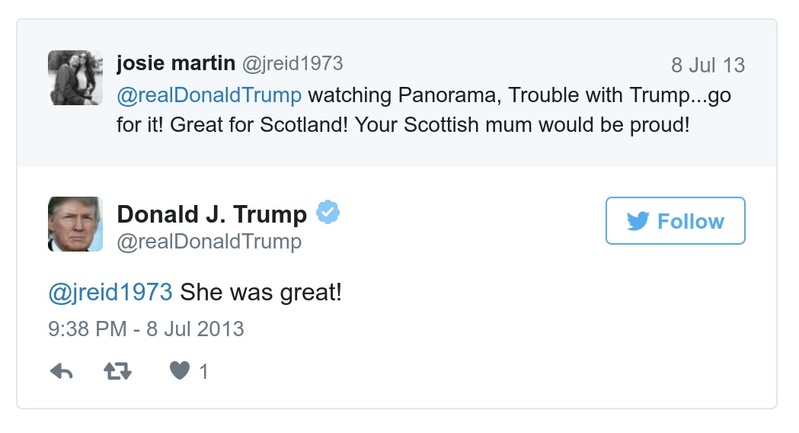 josie martin @jreid1973 8 Jul 13
@realDonaldTrump watching Panorama, Trouble with Trump...go
for it! Great for Scotland! Your Scottish mum would be proud!
Donald J. Trump
@realDonaldTrump
Follow
@jreid1973 She was great!
9:38 PM - 8 Jul 2013
1